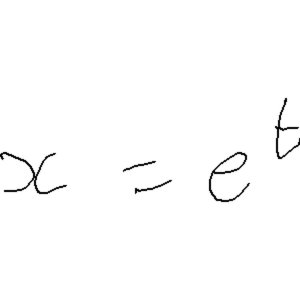 x = e^t